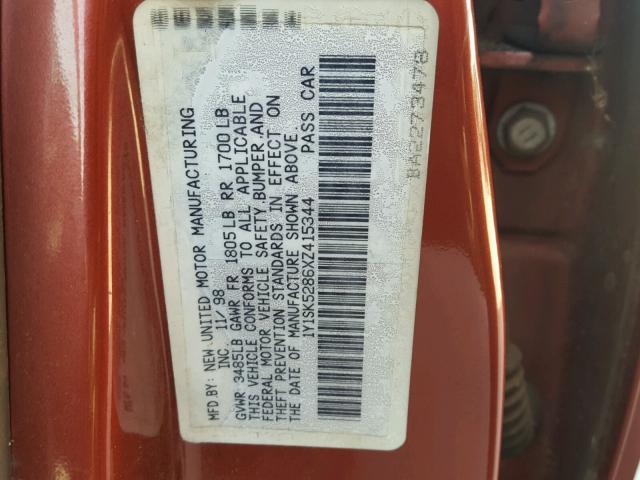 MFD.BY: NEW UNITED MOTOR MANUFACTURING
INC. 11/98
GVWR 3485LB GAWR FR 1805LB RR 1700LB
THIS VEHICLE CONFORMS TO ALL APPLICABLE
FEDERAL MOTOR VEHICLE SAFETY,BUMPER AND
THEFT PREVENTION STANDARDS IN EFFECT ON
THE DATE OF MANUFACTURE SHOWN ABOVE.
1Y1SK5286XZ415344 PASS CAR
BA2273478